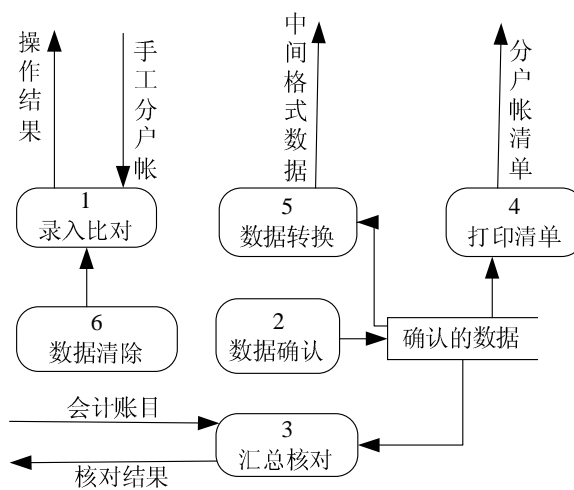 操作结果
手工分户帐
中间格式数据
分户帐清单
1
录入比对
5
数据转换
4
打印清单
6
数据清除
2
数据确认
确认的数据
会计账目
3
汇总核对
核对结果